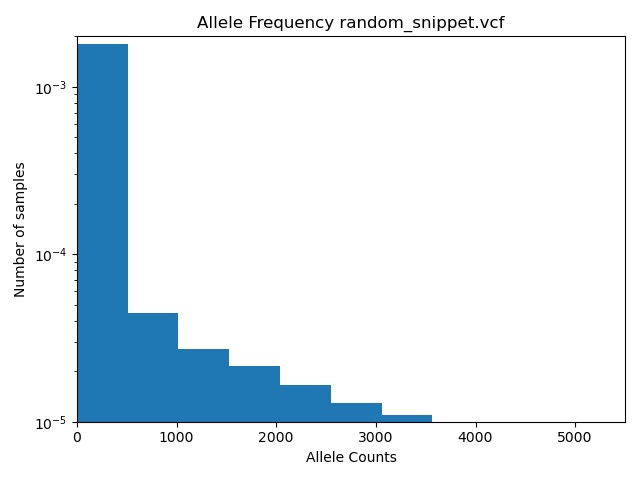 Allele Frequency random_snippet.vcf
Number of samples
10⁻³
10⁻⁴
10⁻⁵
0 1000 2000 3000 4000 5000
Allele Counts